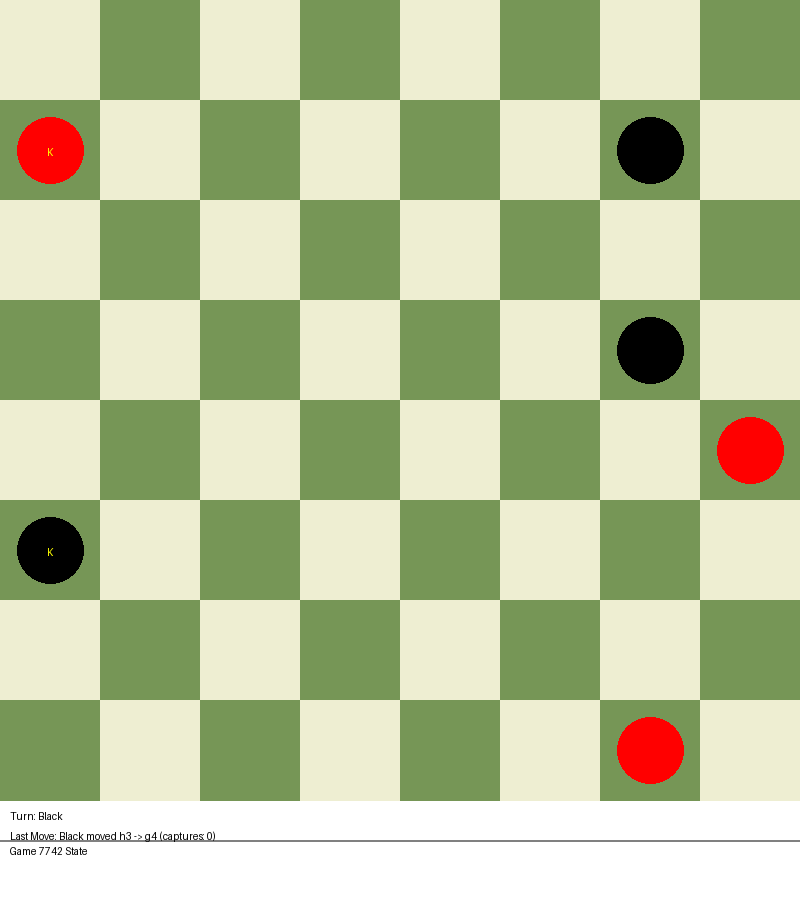 K
K
Turn: Black
Last Move: Black moved h3 -> g4 (captures: 0)
Game 7742 State